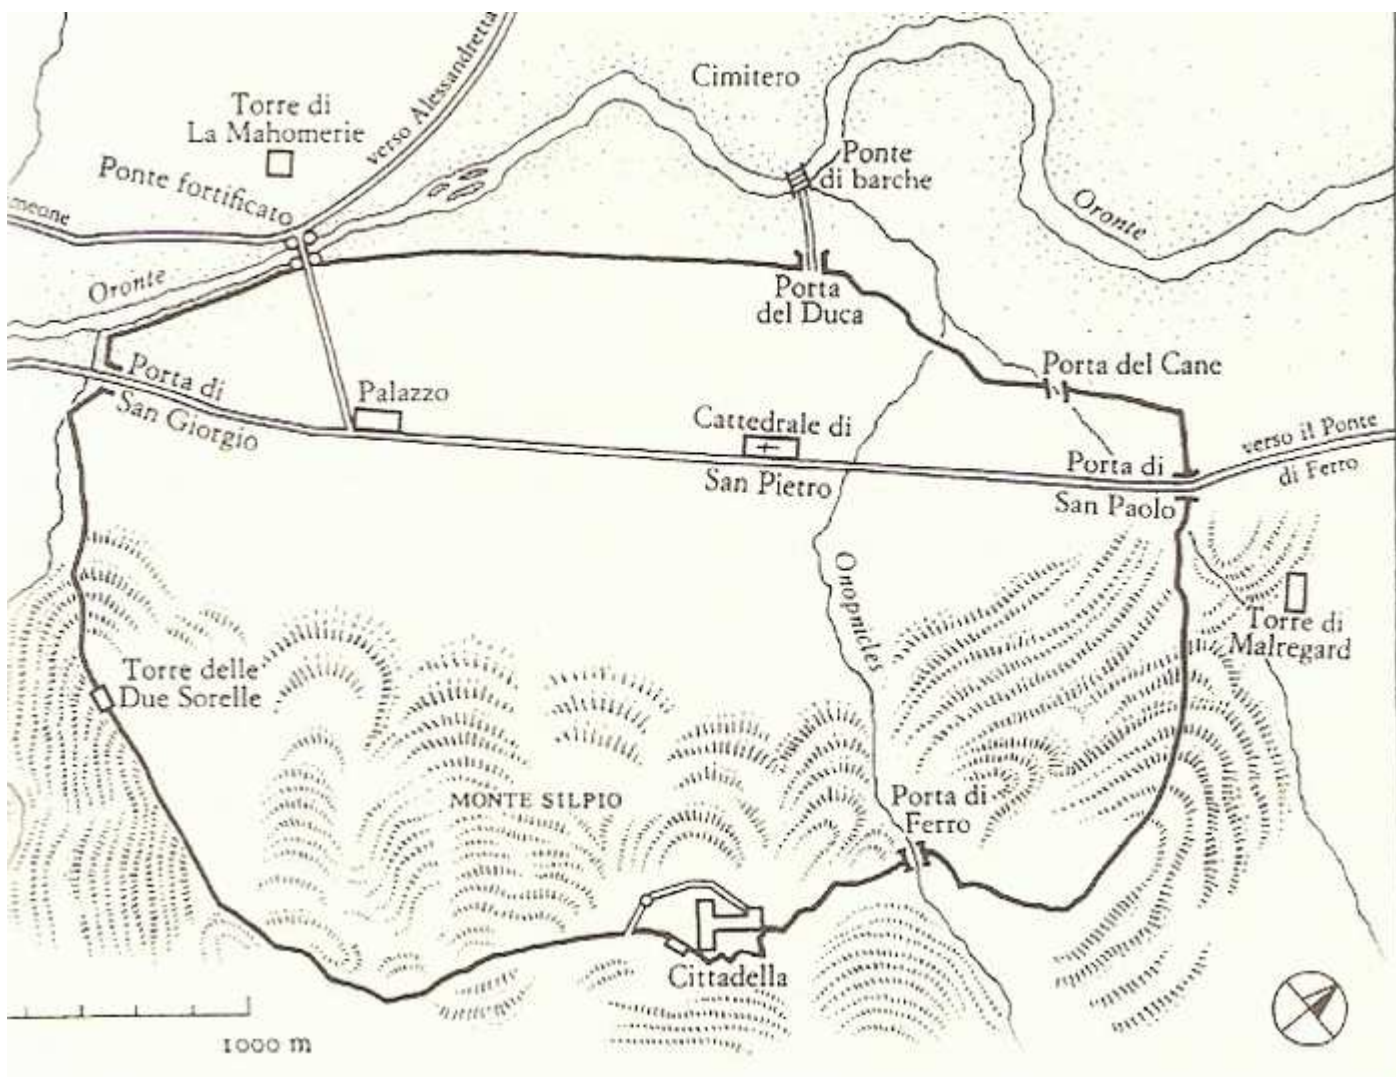 Cimitero
Torre di
La Mahomerie
verso Alessandretta
Ponte fortificato
Ponte
di barche
meone
Oronte
Oronte
Porta
del Duca
Porta di
San Giorgio
Palazzo
Porta del Cane
Cattedrale di
San Pietro
Porta di
San Paolo
verso il Ponte
di Ferro
Onopnicles
Torre di
Malregard
Torre delle
Due Sorelle
MONTE SILPIO
Porta di
Ferro
Cittadella
1000 m